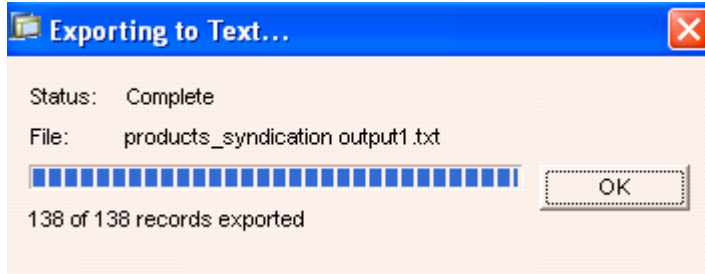 Exporting to Text...
Status: Complete
File: products_syndication output1.txt
OK
138 of 138 records exported